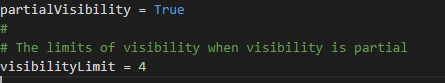 partialVisibility = True
#
# The limits of visibility when visibility is partial
visibilityLimit = 4